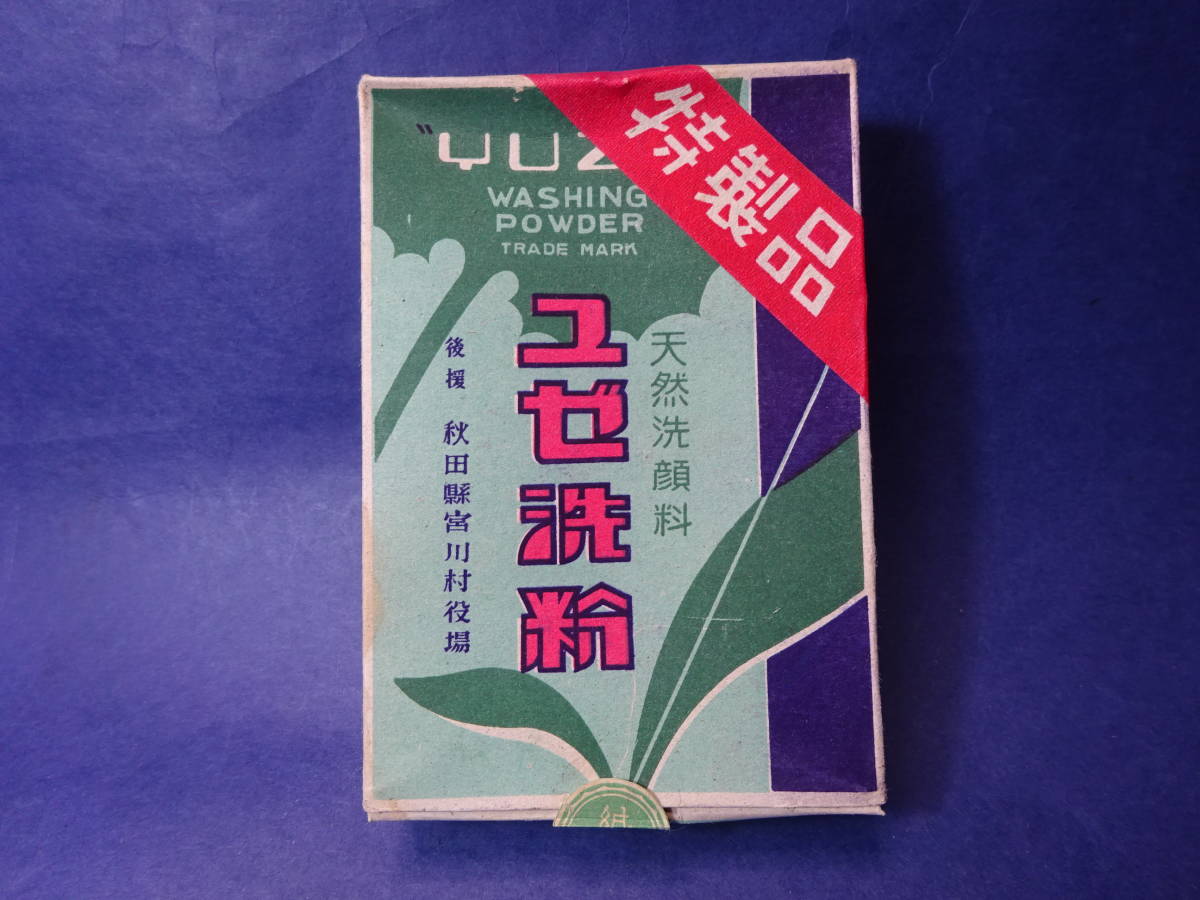 特製品
"YUZ
WASHING
POWDER
TRADE MARK
天然洗顔料
ユゼ洗粉
後援 秋田縣宮川村役場